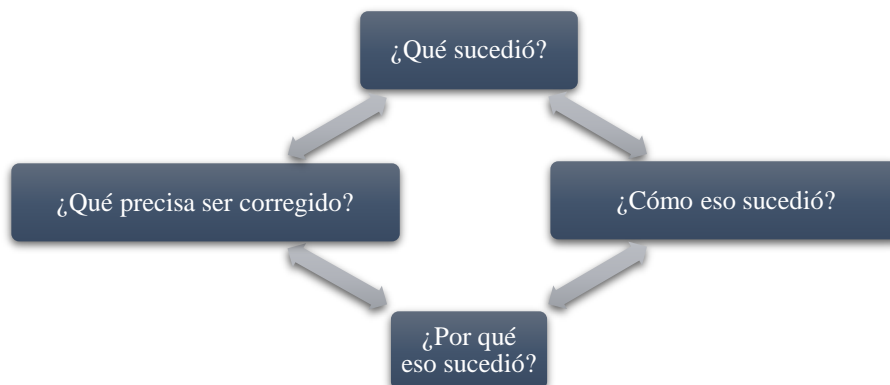 ¿Qué sucedió?
¿Qué precisa ser corregido?
¿Cómo eso sucedió?
¿Por qué
eso sucedió?